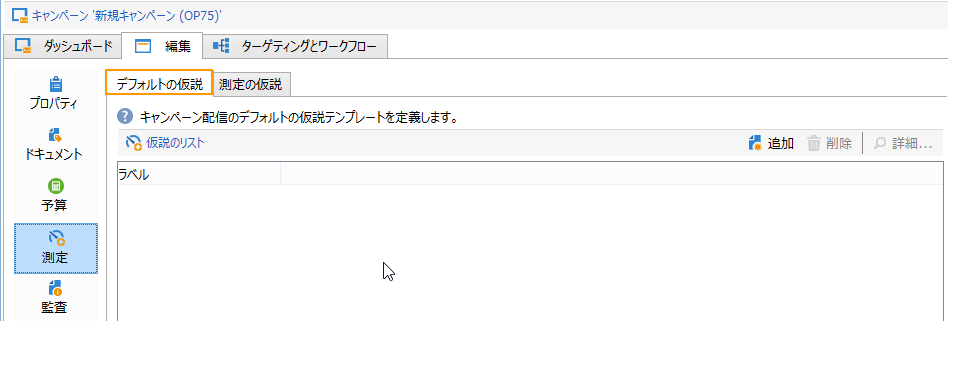 キャンペーン '新規キャンペーン (OP75)'
ダッシュボード 編集 ターゲティングとワークフロー
プロパティ
ドキュメント
予算
測定
監査
デフォルトの仮説 測定の仮説
? キャンペーン配信のデフォルトの仮説テンプレートを定義します。
仮説のリスト 追加 削除 詳細...
ラベル